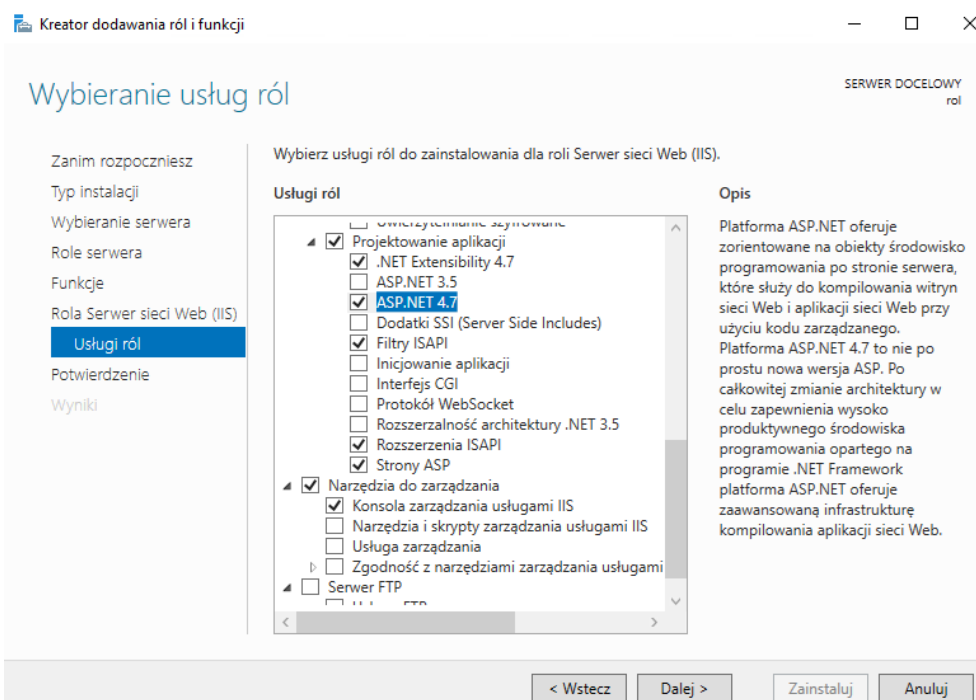 Kreator dodawania ról i funkcji
Wybieranie usług ról
SERWER DOCELOWY
rol
Zanim rozpoczniesz
Typ instalacji
Wybieranie serwera
Role serwera
Funkcje
Rola Serwer sieci Web (IIS)
Usługi ról
Potwierdzenie
Wyniki
Wybierz usługi ról do zainstalowania dla roli Serwer sieci Web (IIS).
Usługi ról
Uwierzytelnianie szyfrowane
Projektowanie aplikacji
.NET Extensibility 4.7
ASP.NET 3.5
ASP.NET 4.7
Dodatki SSI (Server Side Includes)
Filtry ISAPI
Inicjowanie aplikacji
Interfejs CGI
Protokół WebSocket
Rozszerzalność architektury .NET 3.5
Rozszerzenia ISAPI
Strony ASP
Narzędzia do zarządzania
Konsola zarządzania usługami IIS
Narzędzia i skrypty zarządzania usługami IIS
Usługa zarządzania
Zgodność z narzędziami zarządzania usługami
Serwer FTP
Opis
Platforma ASP.NET oferuje
zorientowane na obiekty środowisko
programowania po stronie serwera,
które służy do kompilowania witryn
sieci Web i aplikacji sieci Web przy
użyciu kodu zarządzanego.
Platforma ASP.NET 4.7 to nie po
prostu nowa wersja ASP. Po
całkowitej zmianie architektury w
celu zapewnienia wysoko
produktywnego środowiska
programowania opartego na
programie .NET Framework
platforma ASP.NET oferuje
zaawansowaną infrastrukturę
kompilowania aplikacji sieci Web.
< Wstecz
Dalej >
Zainstaluj
Anuluj